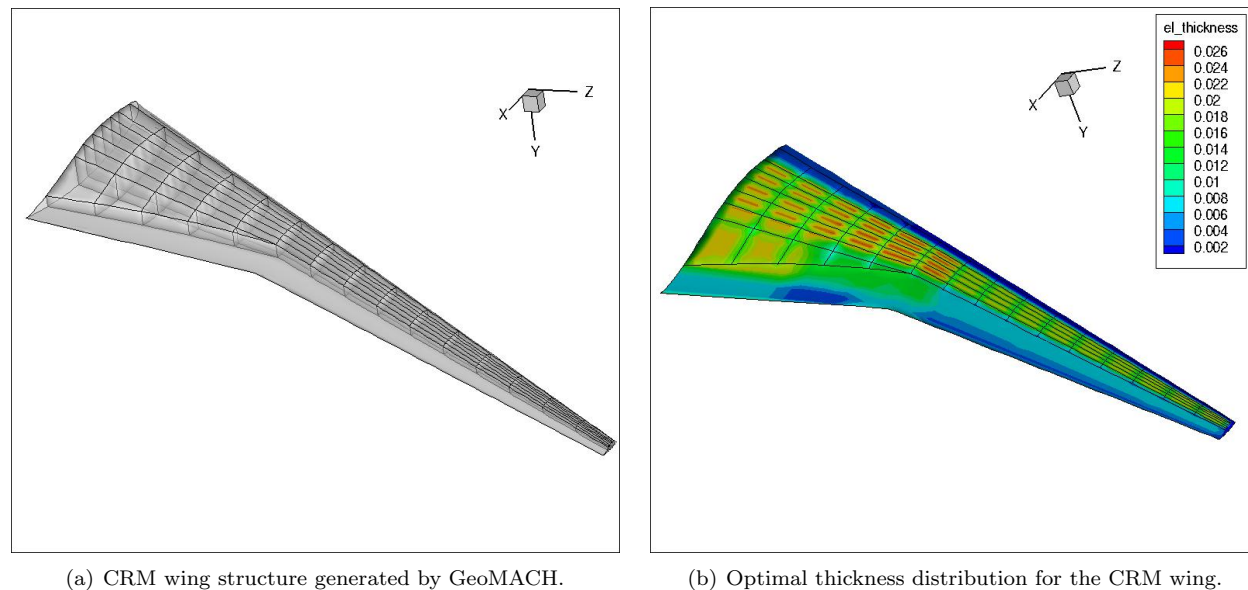 Z
X
Y
el_thickness
0.026
0.024
0.022
0.02
0.018
0.016
0.014
0.012
0.01
0.008
0.006
0.004
0.002
Z
X
Y
(a) CRM wing structure generated by GeoMACH.
(b) Optimal thickness distribution for the CRM wing.